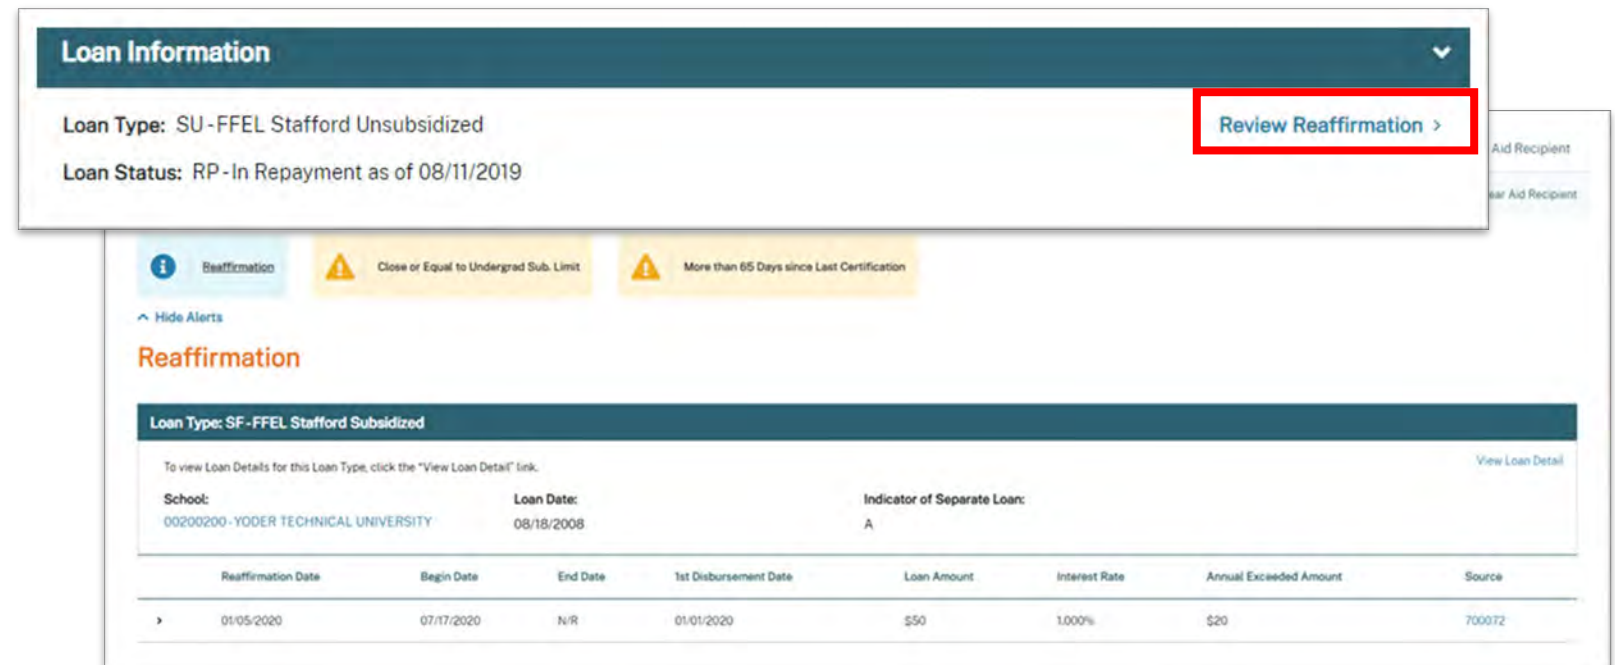 Loan Information
Loan Type: SU-FFEL Stafford Unsubsidized
Review Reaffirmation >
Loan Status: RP-In Repayment as of 08/11/2019
Aid Recipient
ear Aid Recipient
Reaffirmation
Close or Equal to Undergrad Sub. Limit
More than 65 Days since Last Certification
Hide Alerts
Reaffirmation
Loan Type: SF-FFEL Stafford Subsidized
To view Loan Details for this Loan Type, click the "View Loan Detail" link.
View Loan Detail
School: Loan Date: Indicator of Separate Loan:
00200200-YODER TECHNICAL UNIVERSITY 08/18/2008 A
Reaffirmation Date Begin Date End Date 1st Disbursement Date Loan Amount Interest Rate Annual Exceeded Amount Source
> 01/05/2020 07/17/2020 N/R 01/01/2020 $50 1.000% $20 700072